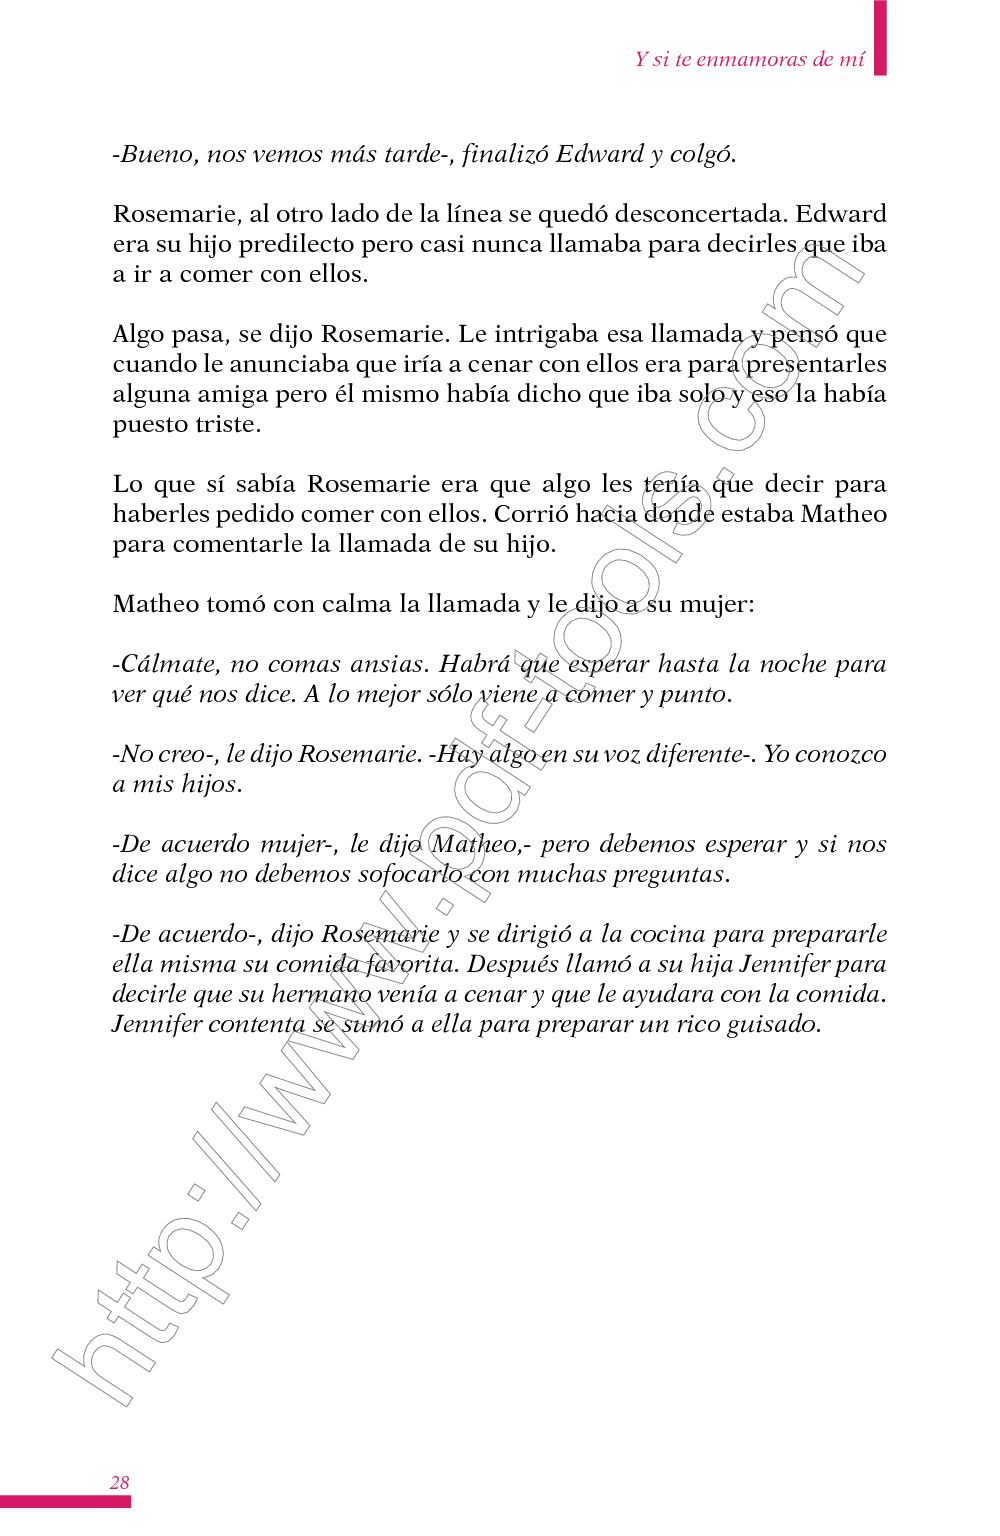 Y si te enmamoras de mí
-Bueno, nos vemos más tarde-, finalizó Edward y colgó.
Rosemarie, al otro lado de la línea se quedó desconcertada. Edward
era su hijo predilecto pero casi nunca llamaba para decirles que iba
a ir a comer con ellos.
Algo pasa, se dijo Rosemarie. Le intrigaba esa llamada y pensó que
cuando le anunciaba que iría a cenar con ellos era para presentarles
alguna amiga pero él mismo había dicho que iba solo y eso la había
puesto triste.
Lo que sí sabía Rosemarie era que algo les tenía que decir para
haberles pedido comer con ellos. Corrió hacia donde estaba Matheo
para comentarle la llamada de su hijo.
Matheo tomó con calma la llamada y le dijo a su mujer:
-Cálmate, no comas ansias. Habrá que esperar hasta la noche para
ver qué nos dice. A lo mejor sólo viene a comer y punto.
-No creo-, le dijo Rosemarie. -Hay algo en su voz diferente-. Yo conozco
a mis hijos.
-De acuerdo mujer-, le dijo Matheo,- pero debemos esperar y si nos
dice algo no debemos sofocarlo con muchas preguntas.
-De acuerdo-, dijo Rosemarie y se dirigió a la cocina para prepararle
ella misma su comida favorita. Después llamó a su hija Jennifer para
decirle que su hermano venía a cenar y que le ayudara con la comida.
Jennifer contenta se sumó a ella para preparar un rico guisado.
28
http://www.pdf-tools.com